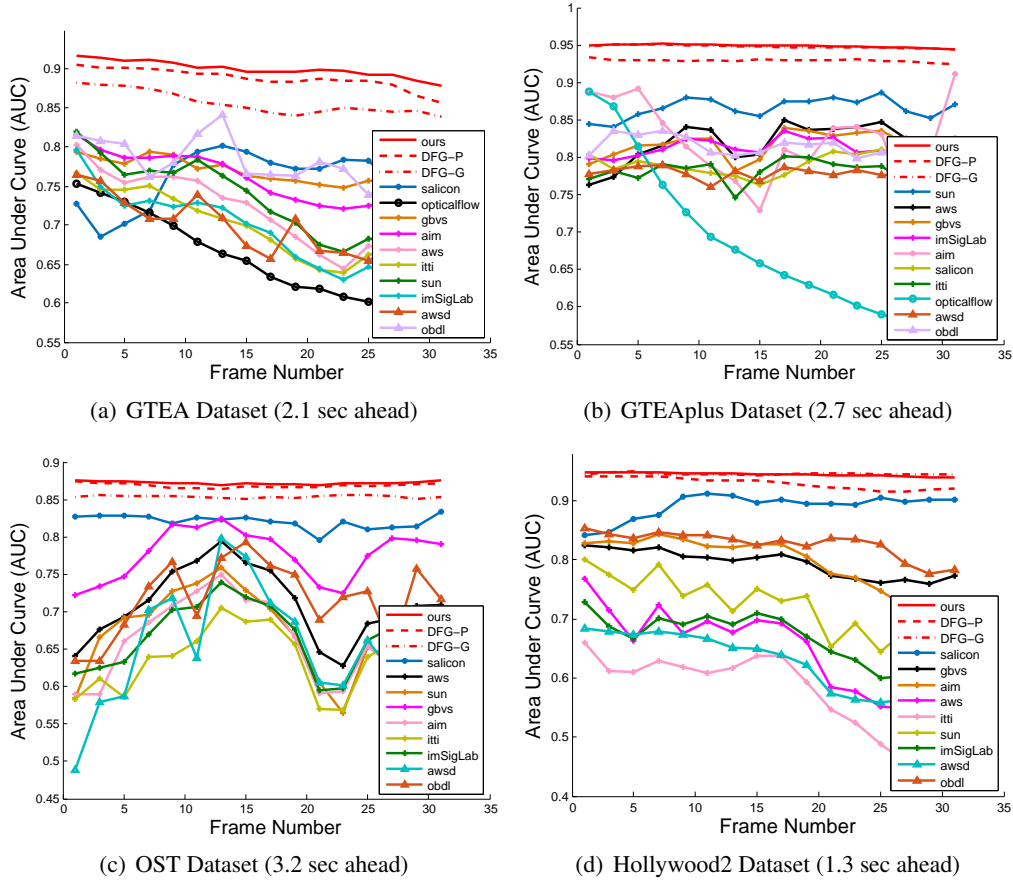 Area Under Curve (AUC)
0.9
0.85
0.8
0.75
0.7
0.65
0.6
0.55
0 5 10 15 20 25 30 35
Frame Number
ours
DFG−P
DFG−G
salicon
opticalflow
gbvs
aim
aws
itti
sun
imSigLab
awsd
obdl
(a) GTEA Dataset (2.1 sec ahead)
Area Under Curve (AUC)
1
0.95
0.9
0.85
0.8
0.75
0.7
0.65
0.6
0.55
0 5 10 15 20 25 30 35
Frame Number
ours
DFG−P
DFG−G
sun
aws
gbvs
imSigLab
aim
salicon
itti
opticalflow
awsd
obdl
(b) GTEAplus Dataset (2.7 sec ahead)
Area Under Curve (AUC)
0.9
0.85
0.8
0.75
0.7
0.65
0.6
0.55
0.5
0.45
0 5 10 15 20 25 30 35
Frame Number
ours
DFG−P
DFG−G
salicon
aws
sun
gbvs
aim
itti
imSigLab
awsd
obdl
(c) OST Dataset (3.2 sec ahead)
Area Under Curve (AUC)
0.9
0.8
0.7
0.6
0.5
0.4
0 5 10 15 20 25 30 35
Frame Number
ours
DFG−P
DFG−G
salicon
gbvs
aim
aws
itti
sun
imSigLab
awsd
obdl
(d) Hollywood2 Dataset (1.3 sec ahead)